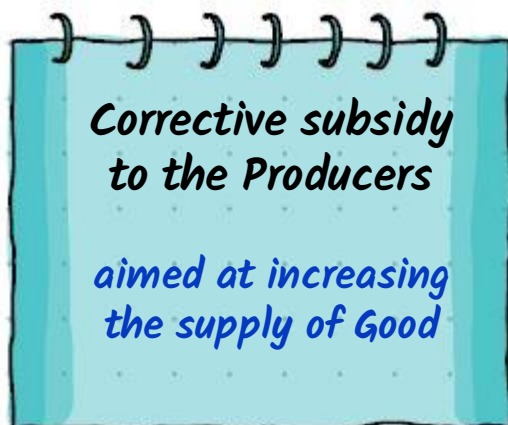 Corrective subsidy
to the Producers
aimed at increasing
the supply of Good